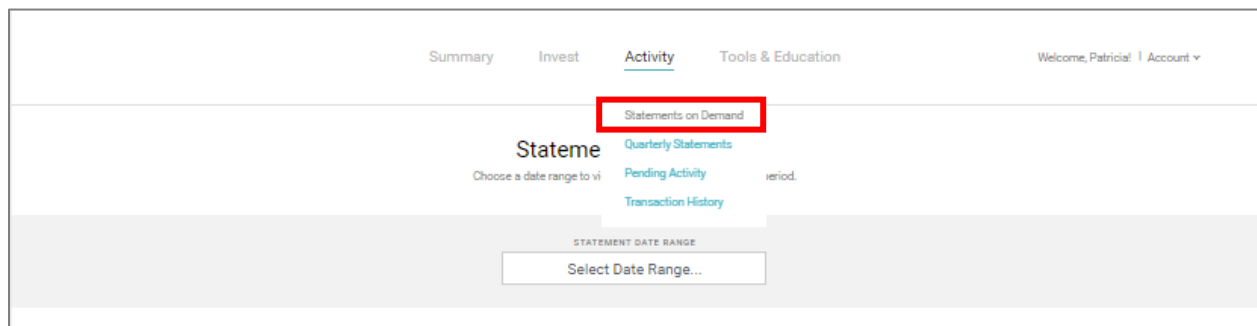 Summary Invest Activity Tools & Education Welcome, Patricia! | Account
Statements on Demand
Quarterly Statements
Pending Activity
Transaction History
Stateme
Choose a date range to vi eriod.
STATEMENT DATE RANGE
Select Date Range...